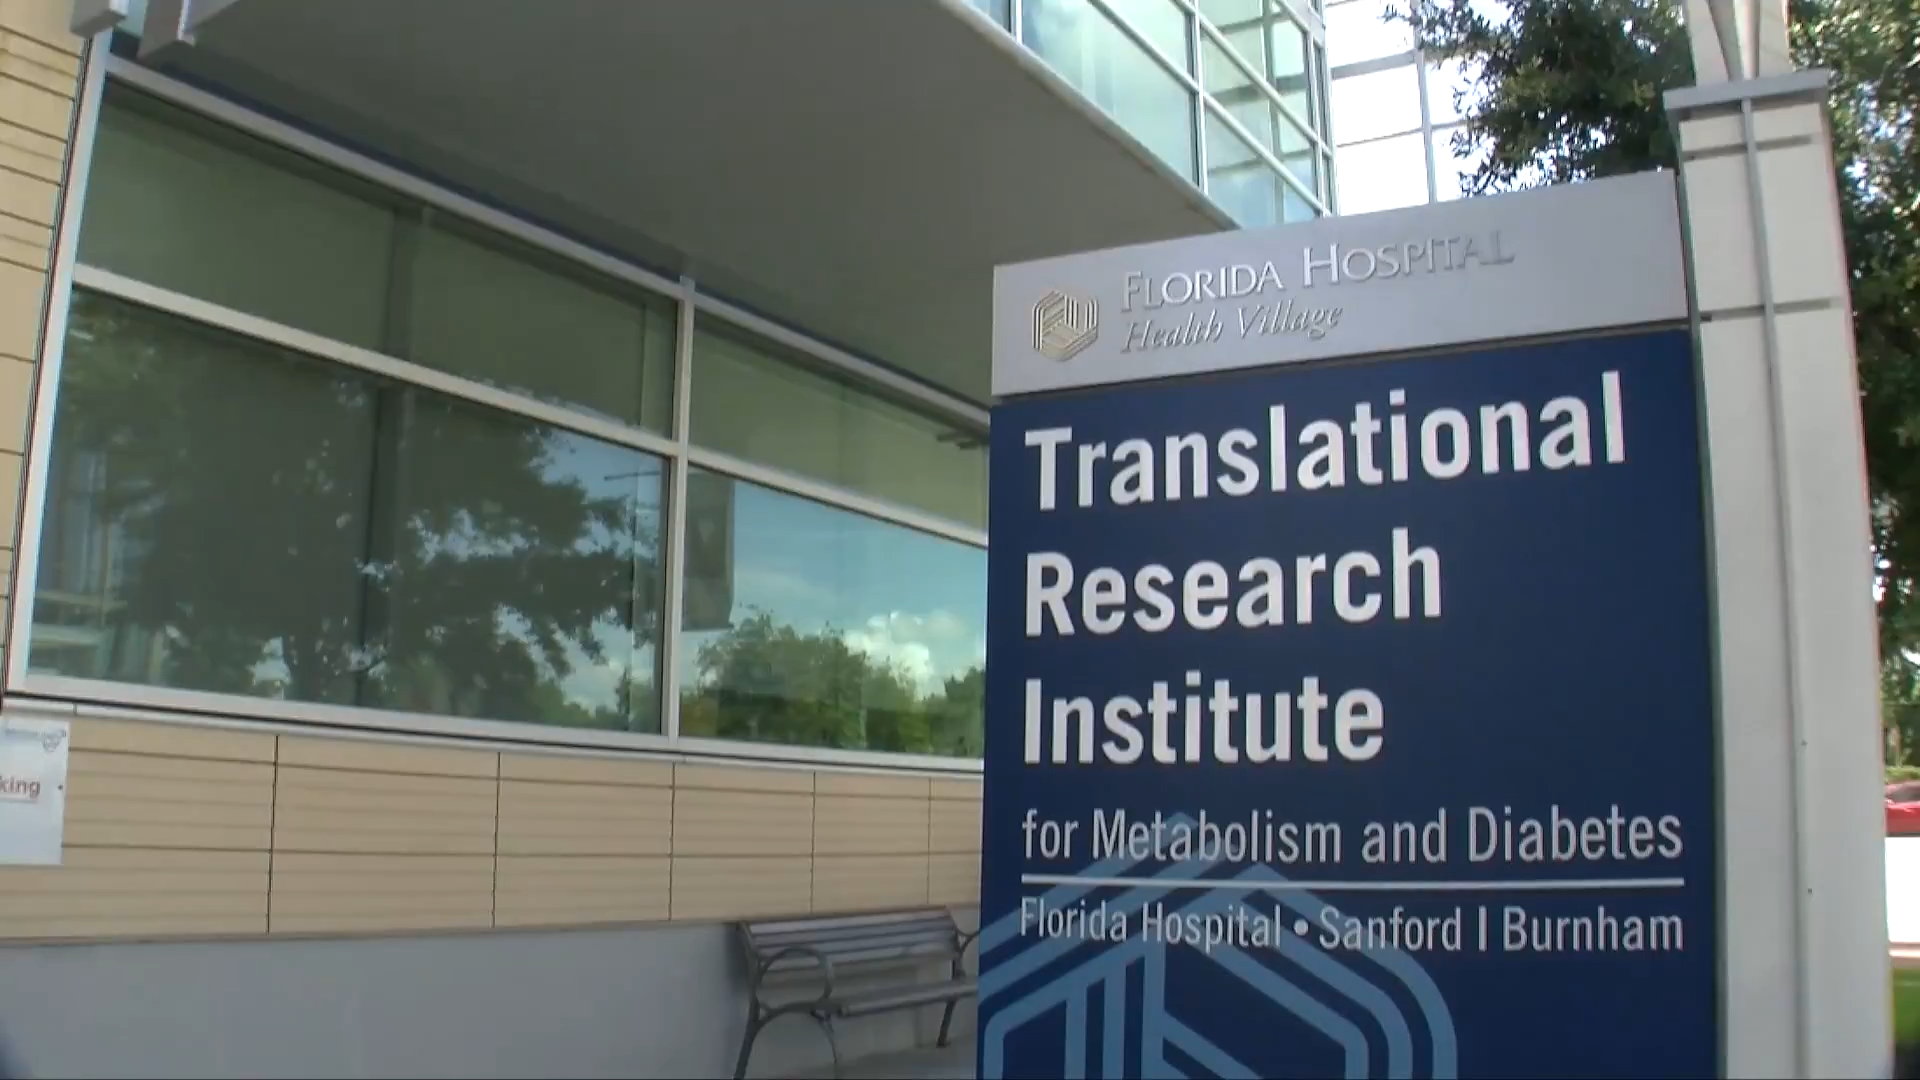 FLORIDA HOSPITAL
Health Village
Translational
Research
Institute
for Metabolism and Diabetes
Florida Hospital • Sanford | Burnham
king